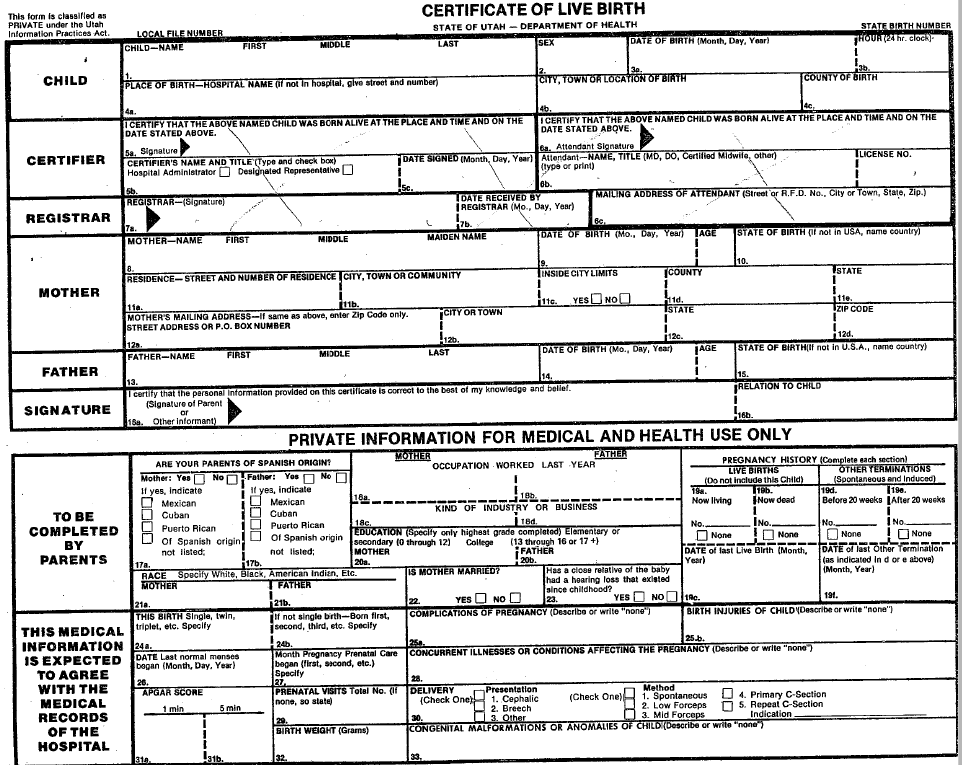 CERTIFICATE OF LIVE BIRTH
This form is classified as
PRIVATE under the Utah
Information Practices Act.
STATE OF UTAH — DEPARTMENT OF HEALTH
LOCAL FILE NUMBER
STATE BIRTH NUMBER
CHILD
CHILD—NAME FIRST MIDDLE LAST
1.
SEX
2.
DATE OF BIRTH (Month, Day, Year)
3a.
HOUR (24 hr. clock)
3b.
PLACE OF BIRTH—HOSPITAL NAME (If not in hospital, give street and number)
4a.
CITY, TOWN OR LOCATION OF BIRTH
4b.
COUNTY OF BIRTH
4c.
CERTIFIER
I CERTIFY THAT THE ABOVE NAMED CHILD WAS BORN ALIVE AT THE PLACE AND TIME AND ON THE
DATE STATED ABOVE.
5a. Signature
I CERTIFY THAT THE ABOVE NAMED CHILD WAS BORN ALIVE AT THE PLACE AND TIME AND ON THE
DATE STATED ABOVE.
6a. Attendant Signature
CERTIFIER'S NAME AND TITLE (Type and check box)
Hospital Administrator Designated Representative
5b.
DATE SIGNED (Month, Day, Year)
5c.
Attendant—NAME, TITLE (MD, DO, Certified Midwife, other)
(type or print)
6b.
LICENSE NO.
REGISTRAR
REGISTRAR—(Signature)
7a.
DATE RECEIVED BY
REGISTRAR (Mo., Day, Year)
7b.
MAILING ADDRESS OF ATTENDANT (Street or R.F.D. No., City or Town, State, Zip.)
6c.
MOTHER
MOTHER—NAME FIRST MIDDLE MAIDEN NAME
8.
DATE OF BIRTH (Mo., Day, Year)
9.
AGE
STATE OF BIRTH (If not in USA, name country)
10.
RESIDENCE— STREET AND NUMBER OF RESIDENCE
11a.
CITY, TOWN OR COMMUNITY
11b.
INSIDE CITY LIMITS
11c. YES NO
COUNTY
11d.
STATE
11e.
MOTHER'S MAILING ADDRESS—If same as above, enter Zip Code only.
STREET ADDRESS OR P.O. BOX NUMBER
12a.
CITY OR TOWN
12b.
STATE
12c.
ZIP CODE
12d.
FATHER
FATHER—NAME FIRST MIDDLE LAST
13.
DATE OF BIRTH (Mo., Day, Year)
14.
AGE
STATE OF BIRTH(If not in U.S.A., name country)
15.
SIGNATURE
I certify that the personal information provided on this certificate is correct to the best of my knowledge and belief.
(Signature of Parent
or
16a. Other Informant)
RELATION TO CHILD
16b.
PRIVATE INFORMATION FOR MEDICAL AND HEALTH USE ONLY
TO BE
COMPLETED
BY
PARENTS
ARE YOUR PARENTS OF SPANISH ORIGIN?
Mother: Yes No
If yes, indicate
Mexican
Cuban
Puerto Rican
Of Spanish origin
not listed;
17a.
Father: Yes No
If yes, indicate
Mexican
Cuban
Puerto Rican
Of Spanish origin
not listed;
17b.
MOTHER FATHER
OCCUPATION WORKED LAST YEAR
18a. 18b.
KIND OF INDUSTRY OR BUSINESS
18c. 18d.
EDUCATION (Specify only highest grade completed) Elementary or
secondary (0 through 12) College (13 through 16 or 17 +)
MOTHER FATHER
20a. 20b.
PREGNANCY HISTORY (Complete each section)
LIVE BIRTHS
(Do not include this Child)
OTHER TERMINATIONS
(Spontaneous and Induced)
19a.
Now living
No.
None
19b.
Now dead
No.
None
19d.
Before 20 weeks
No.
None
19e.
After 20 weeks
No.
None
DATE of last Live Birth (Month,
Year)
19c.
DATE of last Other Termination
(as indicated in d or e above)
(Month, Year)
19f.
RACE Specify White, Black, American Indian, Etc.
MOTHER FATHER
21a. 21b.
IS MOTHER MARRIED?
22. YES NO
Has a close relative of the baby
had a hearing loss that existed
since childhood?
23. YES NO
THIS MEDICAL
INFORMATION
IS EXPECTED
TO AGREE
WITH THE
MEDICAL
RECORDS
OF THE
HOSPITAL
THIS BIRTH Single, twin,
triplet, etc. Specify
24a.
If not single birth—Born first,
second, third, etc. Specify
24b.
COMPLICATIONS OF PREGNANCY (Describe or write "none")
25a.
BIRTH INJURIES OF CHILD(Describe or write "none")
25.b.
DATE Last normal menses
began (Month, Day, Year)
26.
Month Pregnancy Prenatal Care
began (first, second, etc.)
Specify
27.
CONCURRENT ILLNESSES OR CONDITIONS AFFECTING THE PREGNANCY (Describe or write "none")
28.
APGAR SCORE
1 min 5 min
31a. 31b.
PRENATAL VISITS Total No. (If
none, so state)
29.
DELIVERY
(Check One)
30.
Presentation
1. Cephalic
2. Breech
3. Other
(Check One)
Method
1. Spontaneous
2. Low Forceps
3. Mid Forceps
4. Primary C-Section
5. Repeat C-Section
Indication
BIRTH WEIGHT (Grams)
32.
CONGENITAL MALFORMATIONS OR ANOMALIES OF CHILD(Describe or write "none")
33.